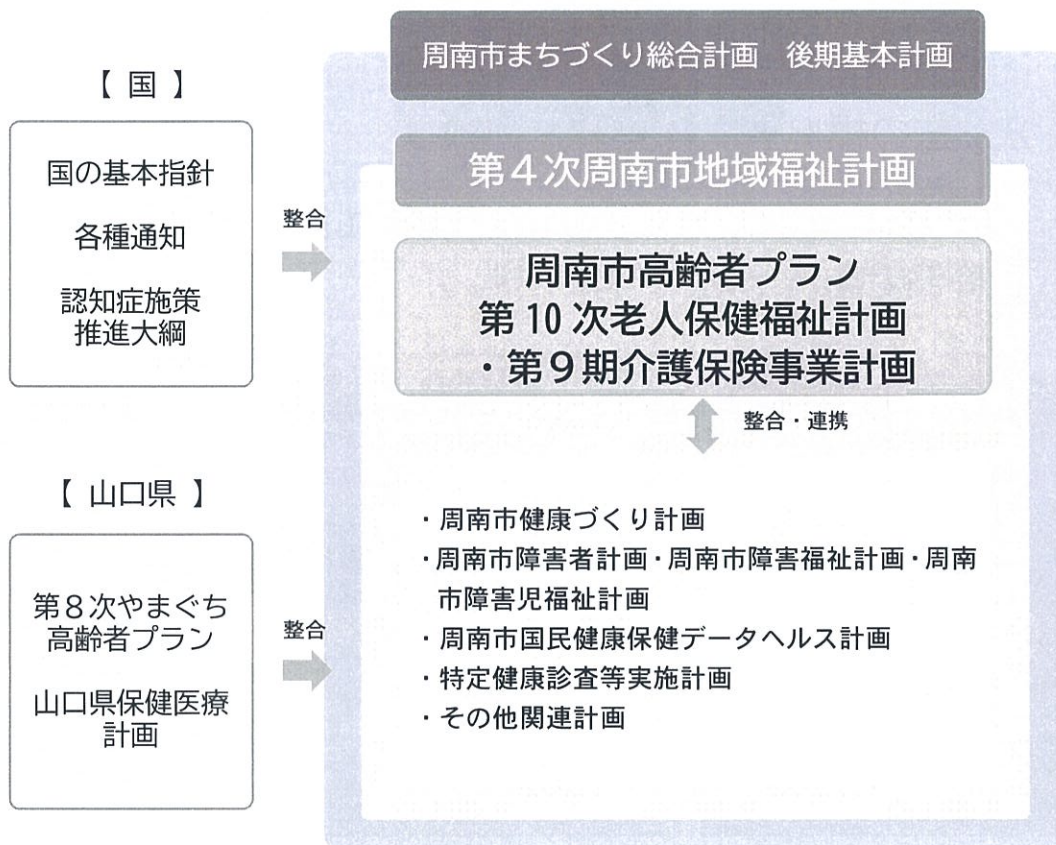 周南市まちづくり総合計画　後期基本計画
【 国 】
国の基本指針
各種通知
認知症施策
推進大綱
整合
第４次周南市地域福祉計画
周南市高齢者プラン
第 10 次老人保健福祉計画
・第９期介護保険事業計画
整合・連携
【 山口県 】
第８次やまぐち
高齢者プラン
山口県保健医療
計画
整合
・周南市健康づくり計画
・周南市障害者計画・周南市障害福祉計画・周南
市障害児福祉計画
・周南市国民健康保健データヘルス計画
・特定健康診査等実施計画
・その他関連計画